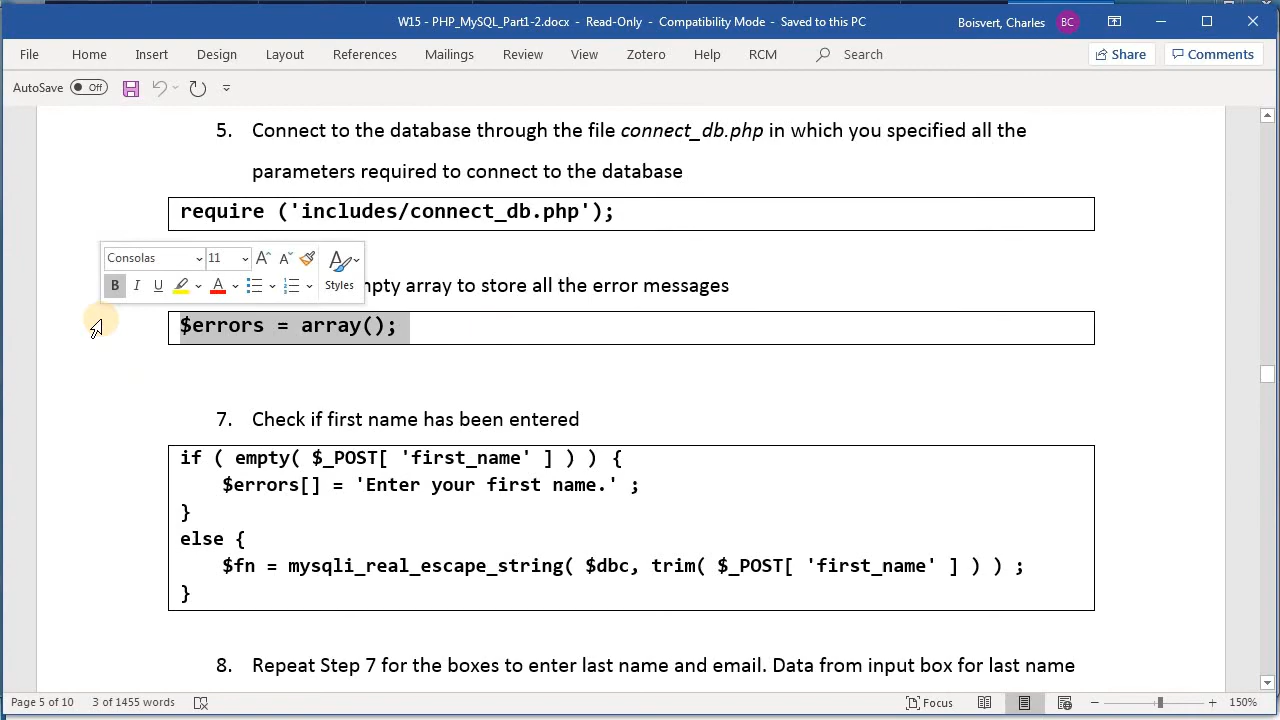 W15 - PHP_MySQL_Part1-2.docx - Read-Only - Compatibility Mode - Saved to this PC
Boisvert, Charles BC
File Home Insert Design Layout References Mailings Review View Zotero Help RCM Search Share Comments
AutoSave Off
5. Connect to the database through the file connect_db.php in which you specified all the
parameters required to connect to the database
require ('includes/connect_db.php');
Consolas 11
B I U A Styles
array to store all the error messages
$errors = array();
7. Check if first name has been entered
if ( empty( $_POST[ 'first_name' ] ) ) {
$errors[] = 'Enter your first name.' ;
}
else {
$fn = mysqli_real_escape_string( $dbc, trim( $_POST[ 'first_name' ] ) ) ;
}
8. Repeat Step 7 for the boxes to enter last name and email. Data from input box for last name
Page 5 of 10 3 of 1455 words Focus 150%